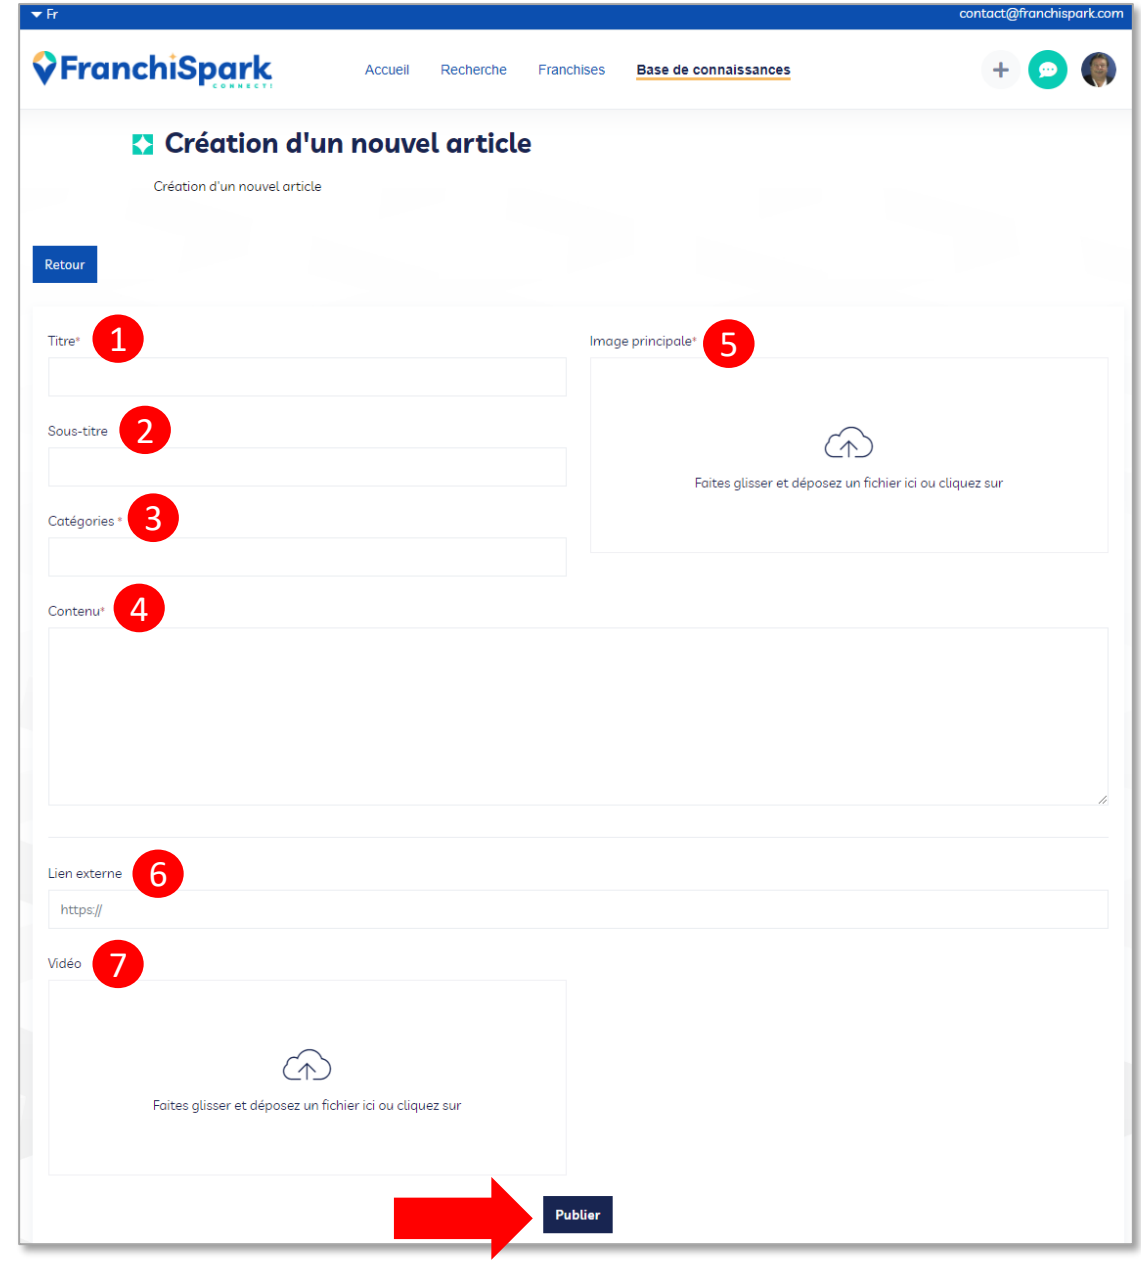 Fr
contact@franchispark.com
FranchiSpark
CONNECT!
Accueil Recherche Franchises Base de connaissances
Création d'un nouvel article
Création d'un nouvel article
Retour
Titre* 1
Image principale* 5
Sous-titre 2
Faites glisser et déposez un fichier ici ou cliquez sur
Catégories * 3
Contenu* 4
Lien externe 6
https://
Vidéo 7
Faites glisser et déposez un fichier ici ou cliquez sur
Publier